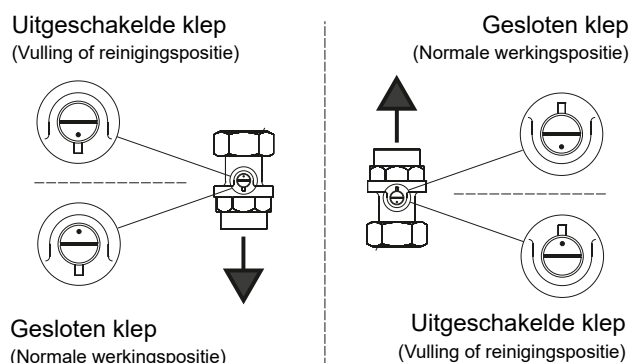 Uitgeschakelde klep
(Vulling of reinigingspositie)
Gesloten klep
(Normale werkingspositie)
Gesloten klep
(Normale werkingspositie)
Uitgeschakelde klep
(Vulling of reinigingspositie)